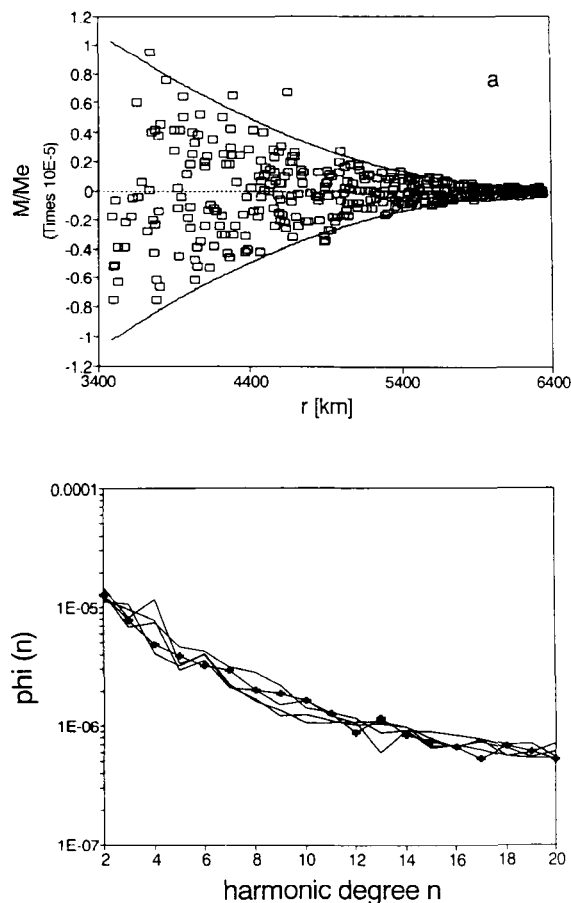 1.2
1
0.8
0.6
0.4
0.2
0
-0.2
-0.4
-0.6
-0.8
-1
-1.2
M/Me
(Times 10E-5)
a
3400 4400 5400 6400
r [km]
0.0001
1E-05
1E-06
1E-07
phi (n)
2 4 6 8 10 12 14 16 18 20
harmonic degree n